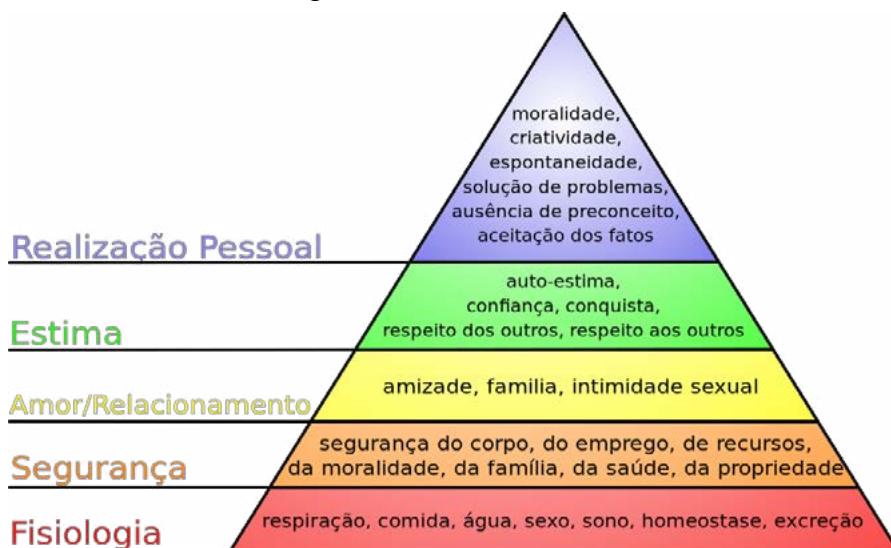 moralidade,
criatividade,
espontaneidade,
solução de problemas,
ausência de preconceito,
aceitação dos fatos
Realização Pessoal
auto-estima,
confiança, conquista,
respeito dos outros, respeito aos outros
Estima
amizade, familia, intimidade sexual
Amor/Relacionamento
segurança do corpo, do emprego, de recursos,
da moralidade, da família, da saúde, da propriedade
Segurança
respiração, comida, água, sexo, sono, homeostase, excreção
Fisiologia